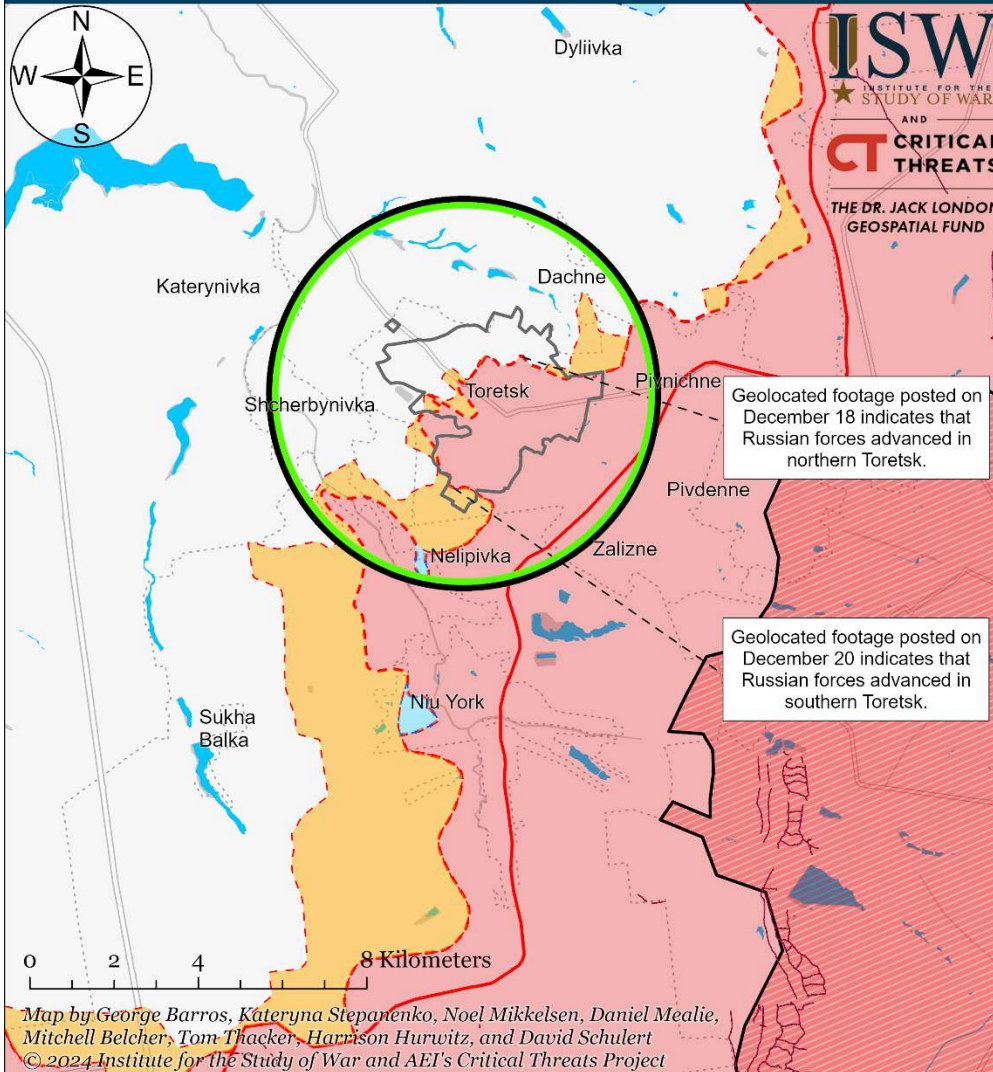 N
W
E
S
Dyliivka
ISW
INSTITUTE FOR THE
STUDY OF WAR
AND
CT CRITICAL
THREATS
THE DR. JACK LONDON
GEOSPATIAL FUND
Katerynivka
Dachne
Shcherbynivka
Toretsk
Pivnichne
Geolocated footage posted on
December 18 indicates that
Russian forces advanced in
northern Toretsk.
Pivdenne
Nelipivka
Zalizne
Geolocated footage posted on
December 20 indicates that
Russian forces advanced in
southern Toretsk.
Niu York
Sukha
Balka
0 2 4 8 Kilometers
Map by George Barros, Kateryna Stepanenko, Noel Mikkelsen, Daniel Mealie,
Mitchell Belcher, Tom Thacker, Harrison Hurwitz, and David Schulert
© 2024 Institute for the Study of War and AEI's Critical Threats Project